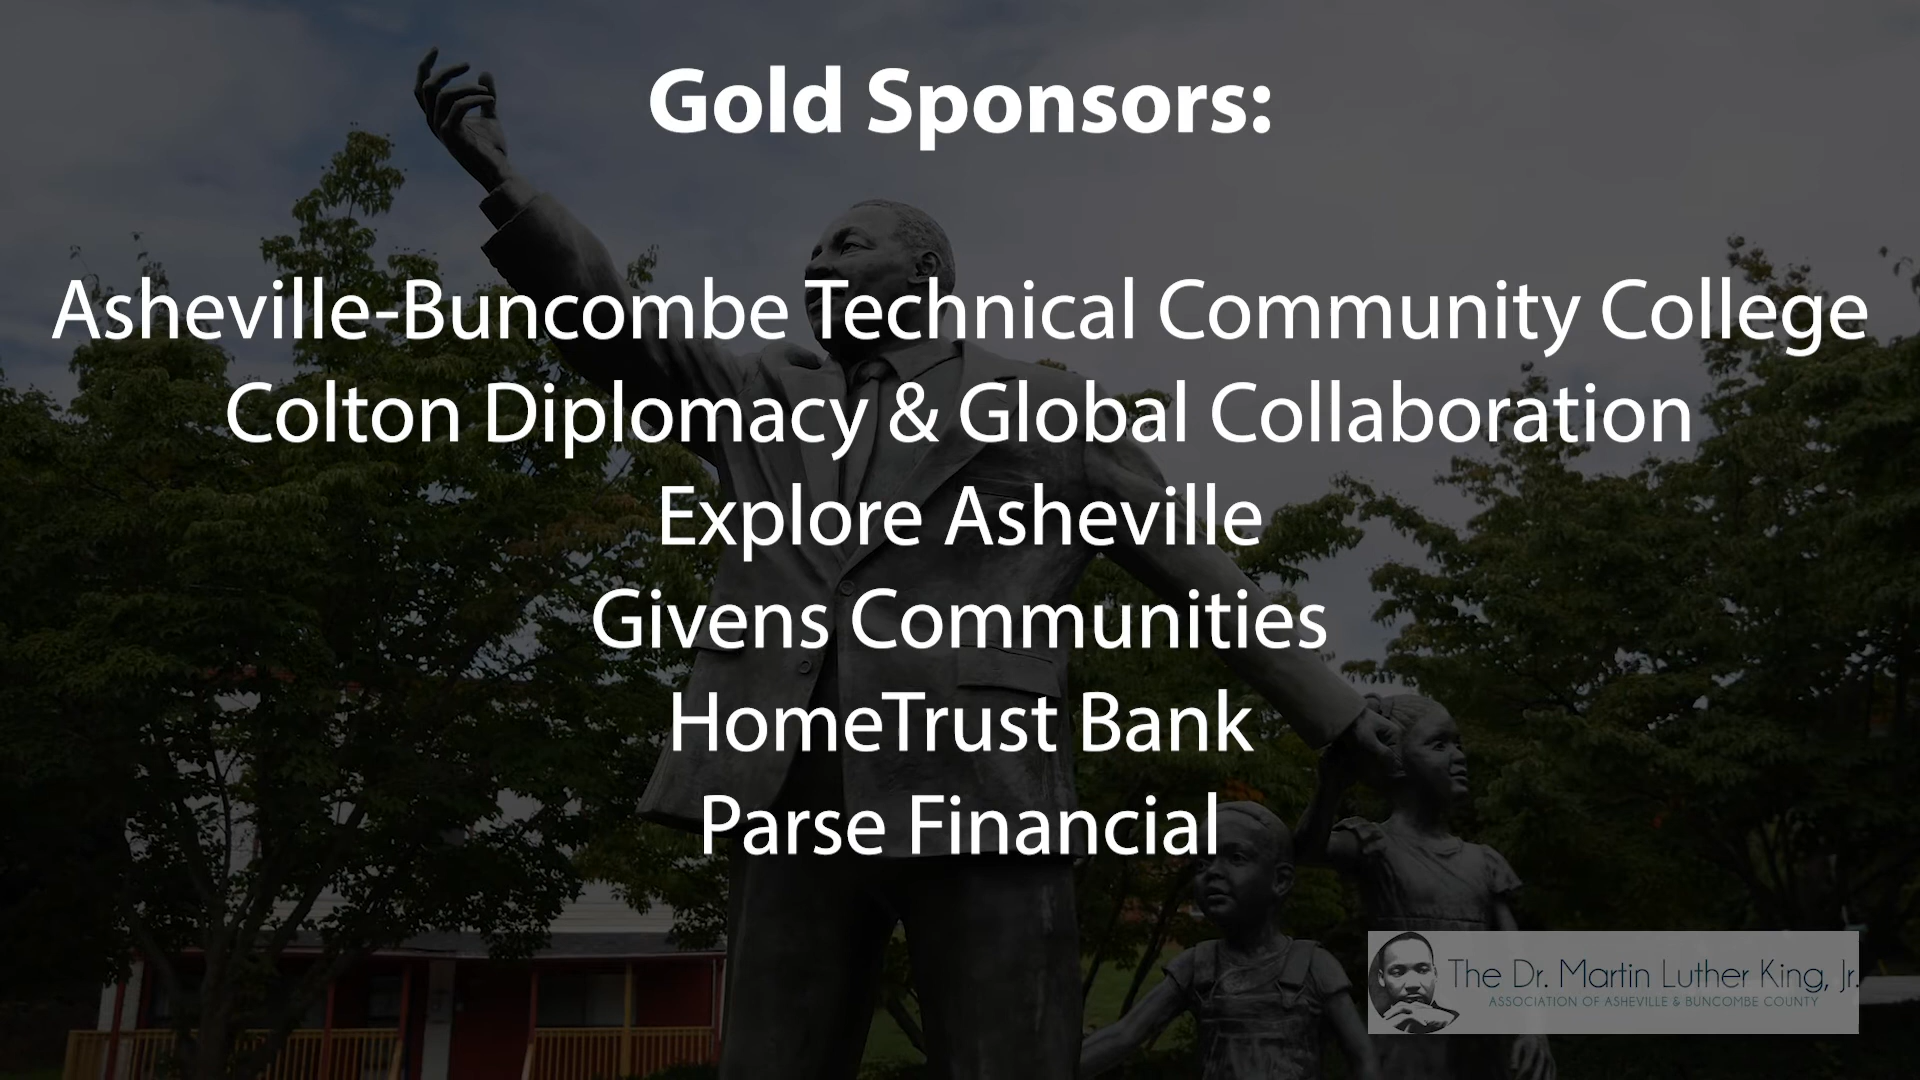 Gold Sponsors:
Asheville-Buncombe Technical Community College
Colton Diplomacy & Global Collaboration
Explore Asheville
Givens Communities
HomeTrust Bank
Parse Financial
The Dr. Martin Luther King, Jr.
ASSOCIATION OF ASHEVILLE & BUNCOMBE COUNTY